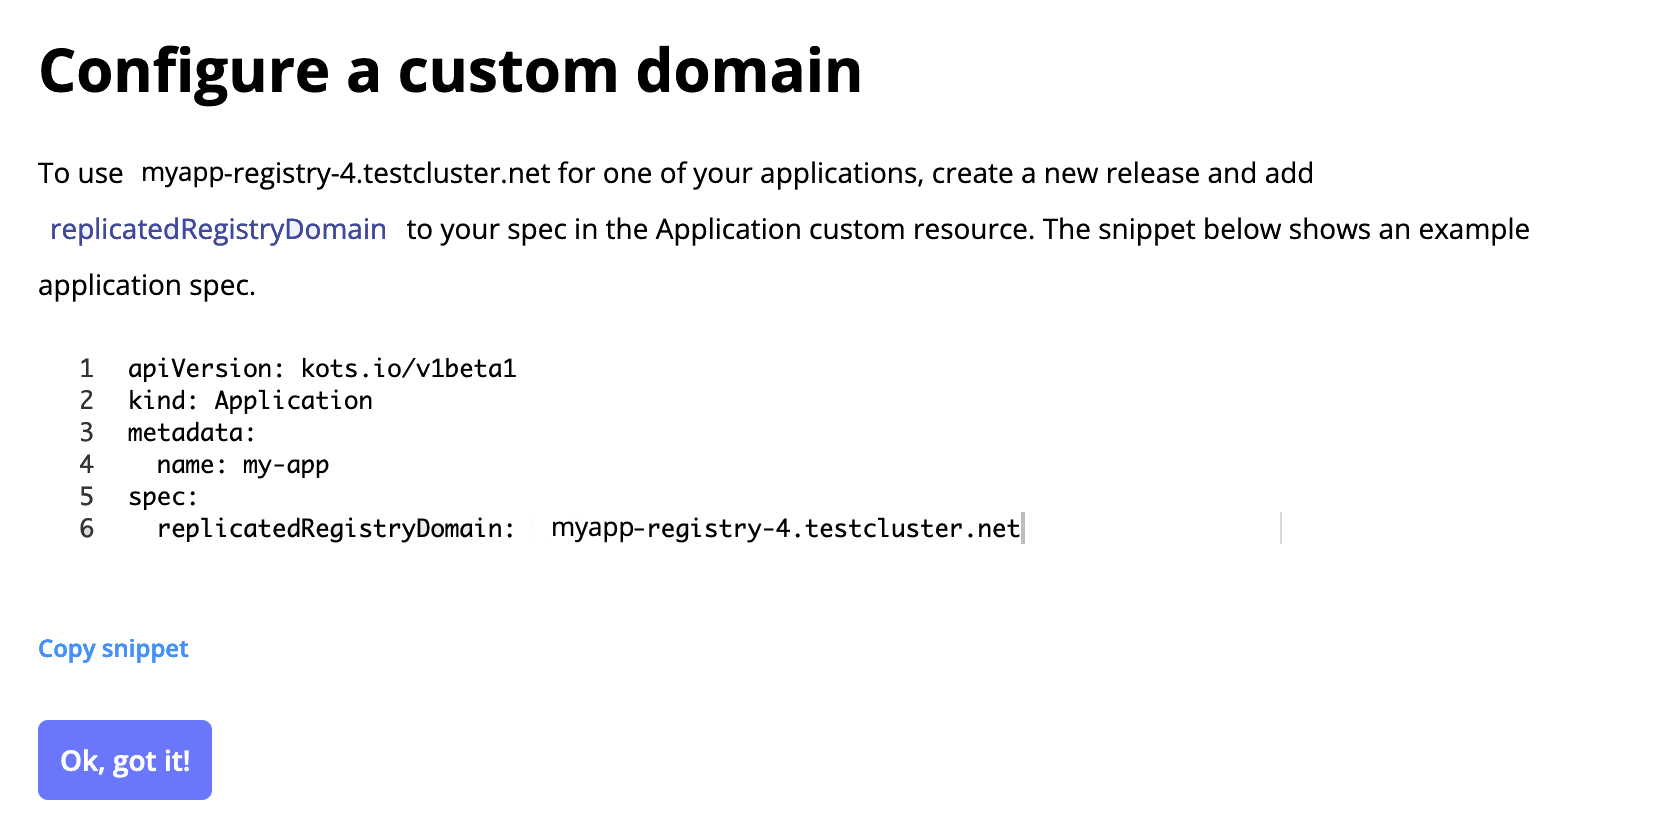 Configure a custom domain
To use myapp-registry-4.testcluster.net for one of your applications, create a new release and add
replicatedRegistryDomain to your spec in the Application custom resource. The snippet below shows an example
application spec.
1 apiVersion: kots.io/v1beta1
2 kind: Application
3 metadata:
4   name: my-app
5 spec:
6   replicatedRegistryDomain: myapp-registry-4.testcluster.net
Copy snippet
Ok, got it!